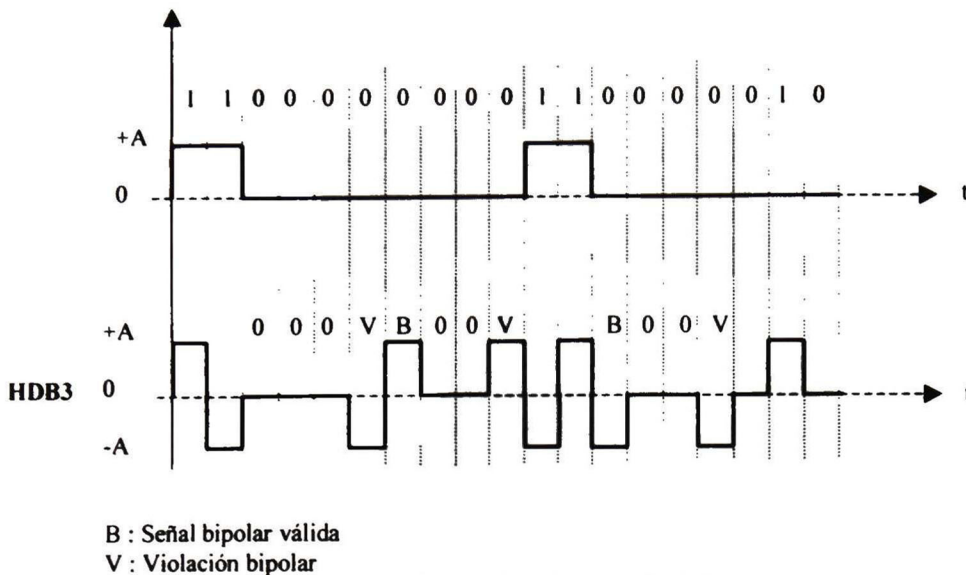 1 1 0 0 0 0 0 0 0 0 1 1 0 0 0 0 0 1 0
+A
0
t
0 0 0 V B 0 0 V B 0 0 V
+A
HDB3 0
-A
B : Señal bipolar válida
V : Violación bipolar